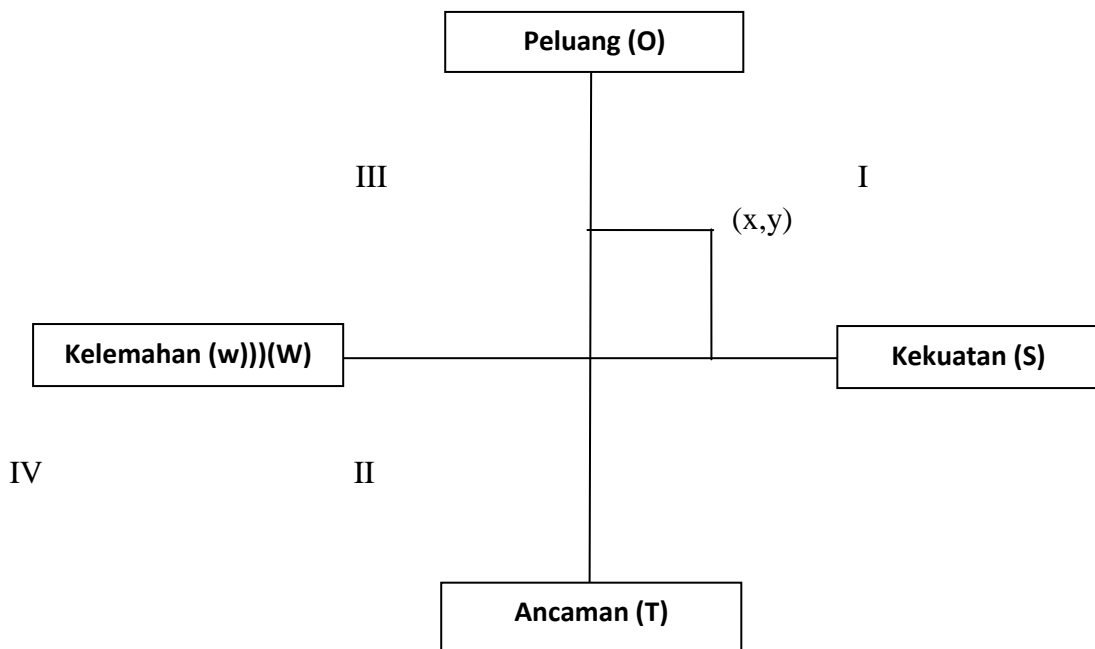 Peluang (O)
III
I
(x,y)
Kelemahan (w)))(W)
Kekuatan (S)
IV
II
Ancaman (T)